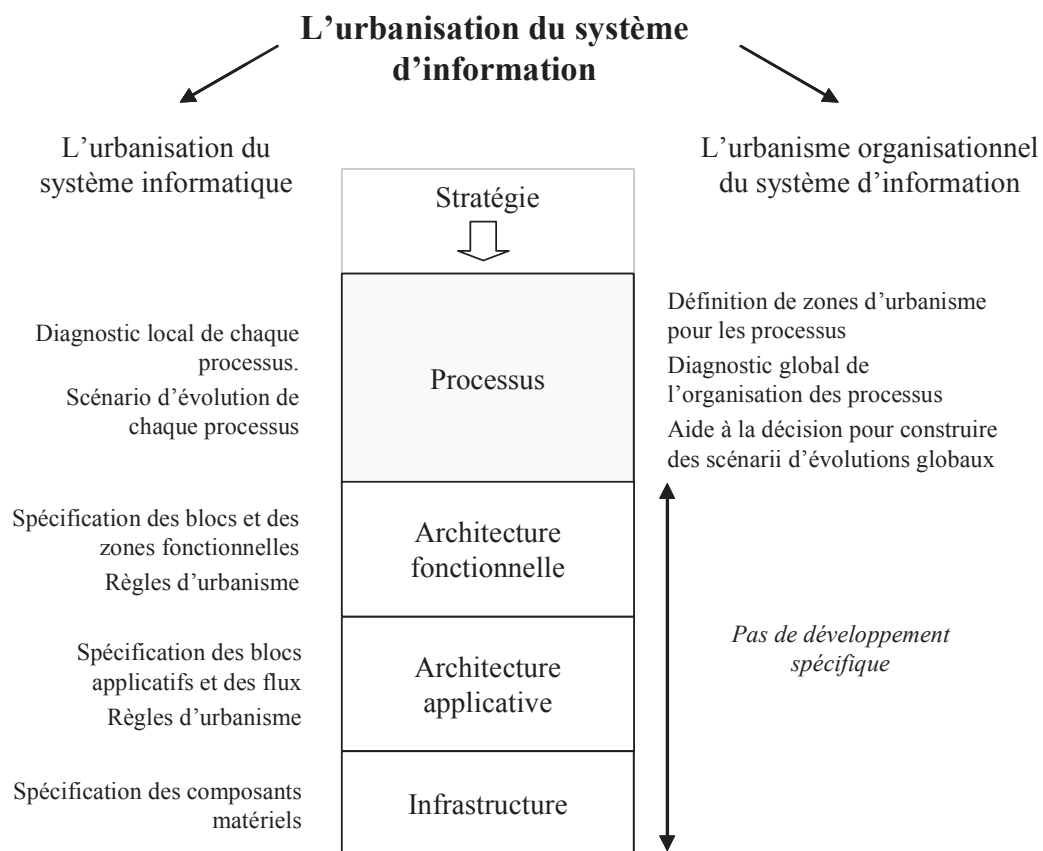 L’urbanisation du système
d’information
L’urbanisation du
système informatique
L’urbanisme organisationnel
du système d’information
Stratégie
Diagnostic local de chaque
processus.
Scénario d’évolution de
chaque processus
Processus
Définition de zones d’urbanisme
pour les processus
Diagnostic global de
l’organisation des processus
Aide à la décision pour construire
des scénarii d’évolutions globaux
Spécification des blocs et des
zones fonctionnelles
Règles d’urbanisme
Architecture
fonctionnelle
Spécification des blocs
applicatifs et des flux
Règles d’urbanisme
Architecture
applicative
Pas de développement
spécifique
Spécification des composants
matériels
Infrastructure